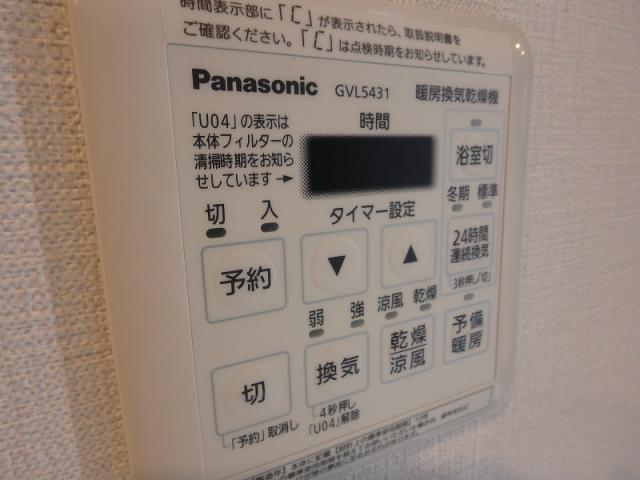 時間表示部に「[」が表示されたら、取扱説明書を
ご確認ください。「[」は点検時期をお知らせしています。
Panasonic GVL5431 暖房換気乾燥機
「U04」の表示は
本体フィルターの
清掃時期をお知ら
せしています→
時間
浴室切
切 入
タイマー設定
冬期 標準
予約
▼
▲
24時間
連続換気
3秒押し「切」
弱 強 涼風 乾燥
切
換気
乾燥
涼風
予備
暖房
「予約」取消し
4秒押し
「U04」解除